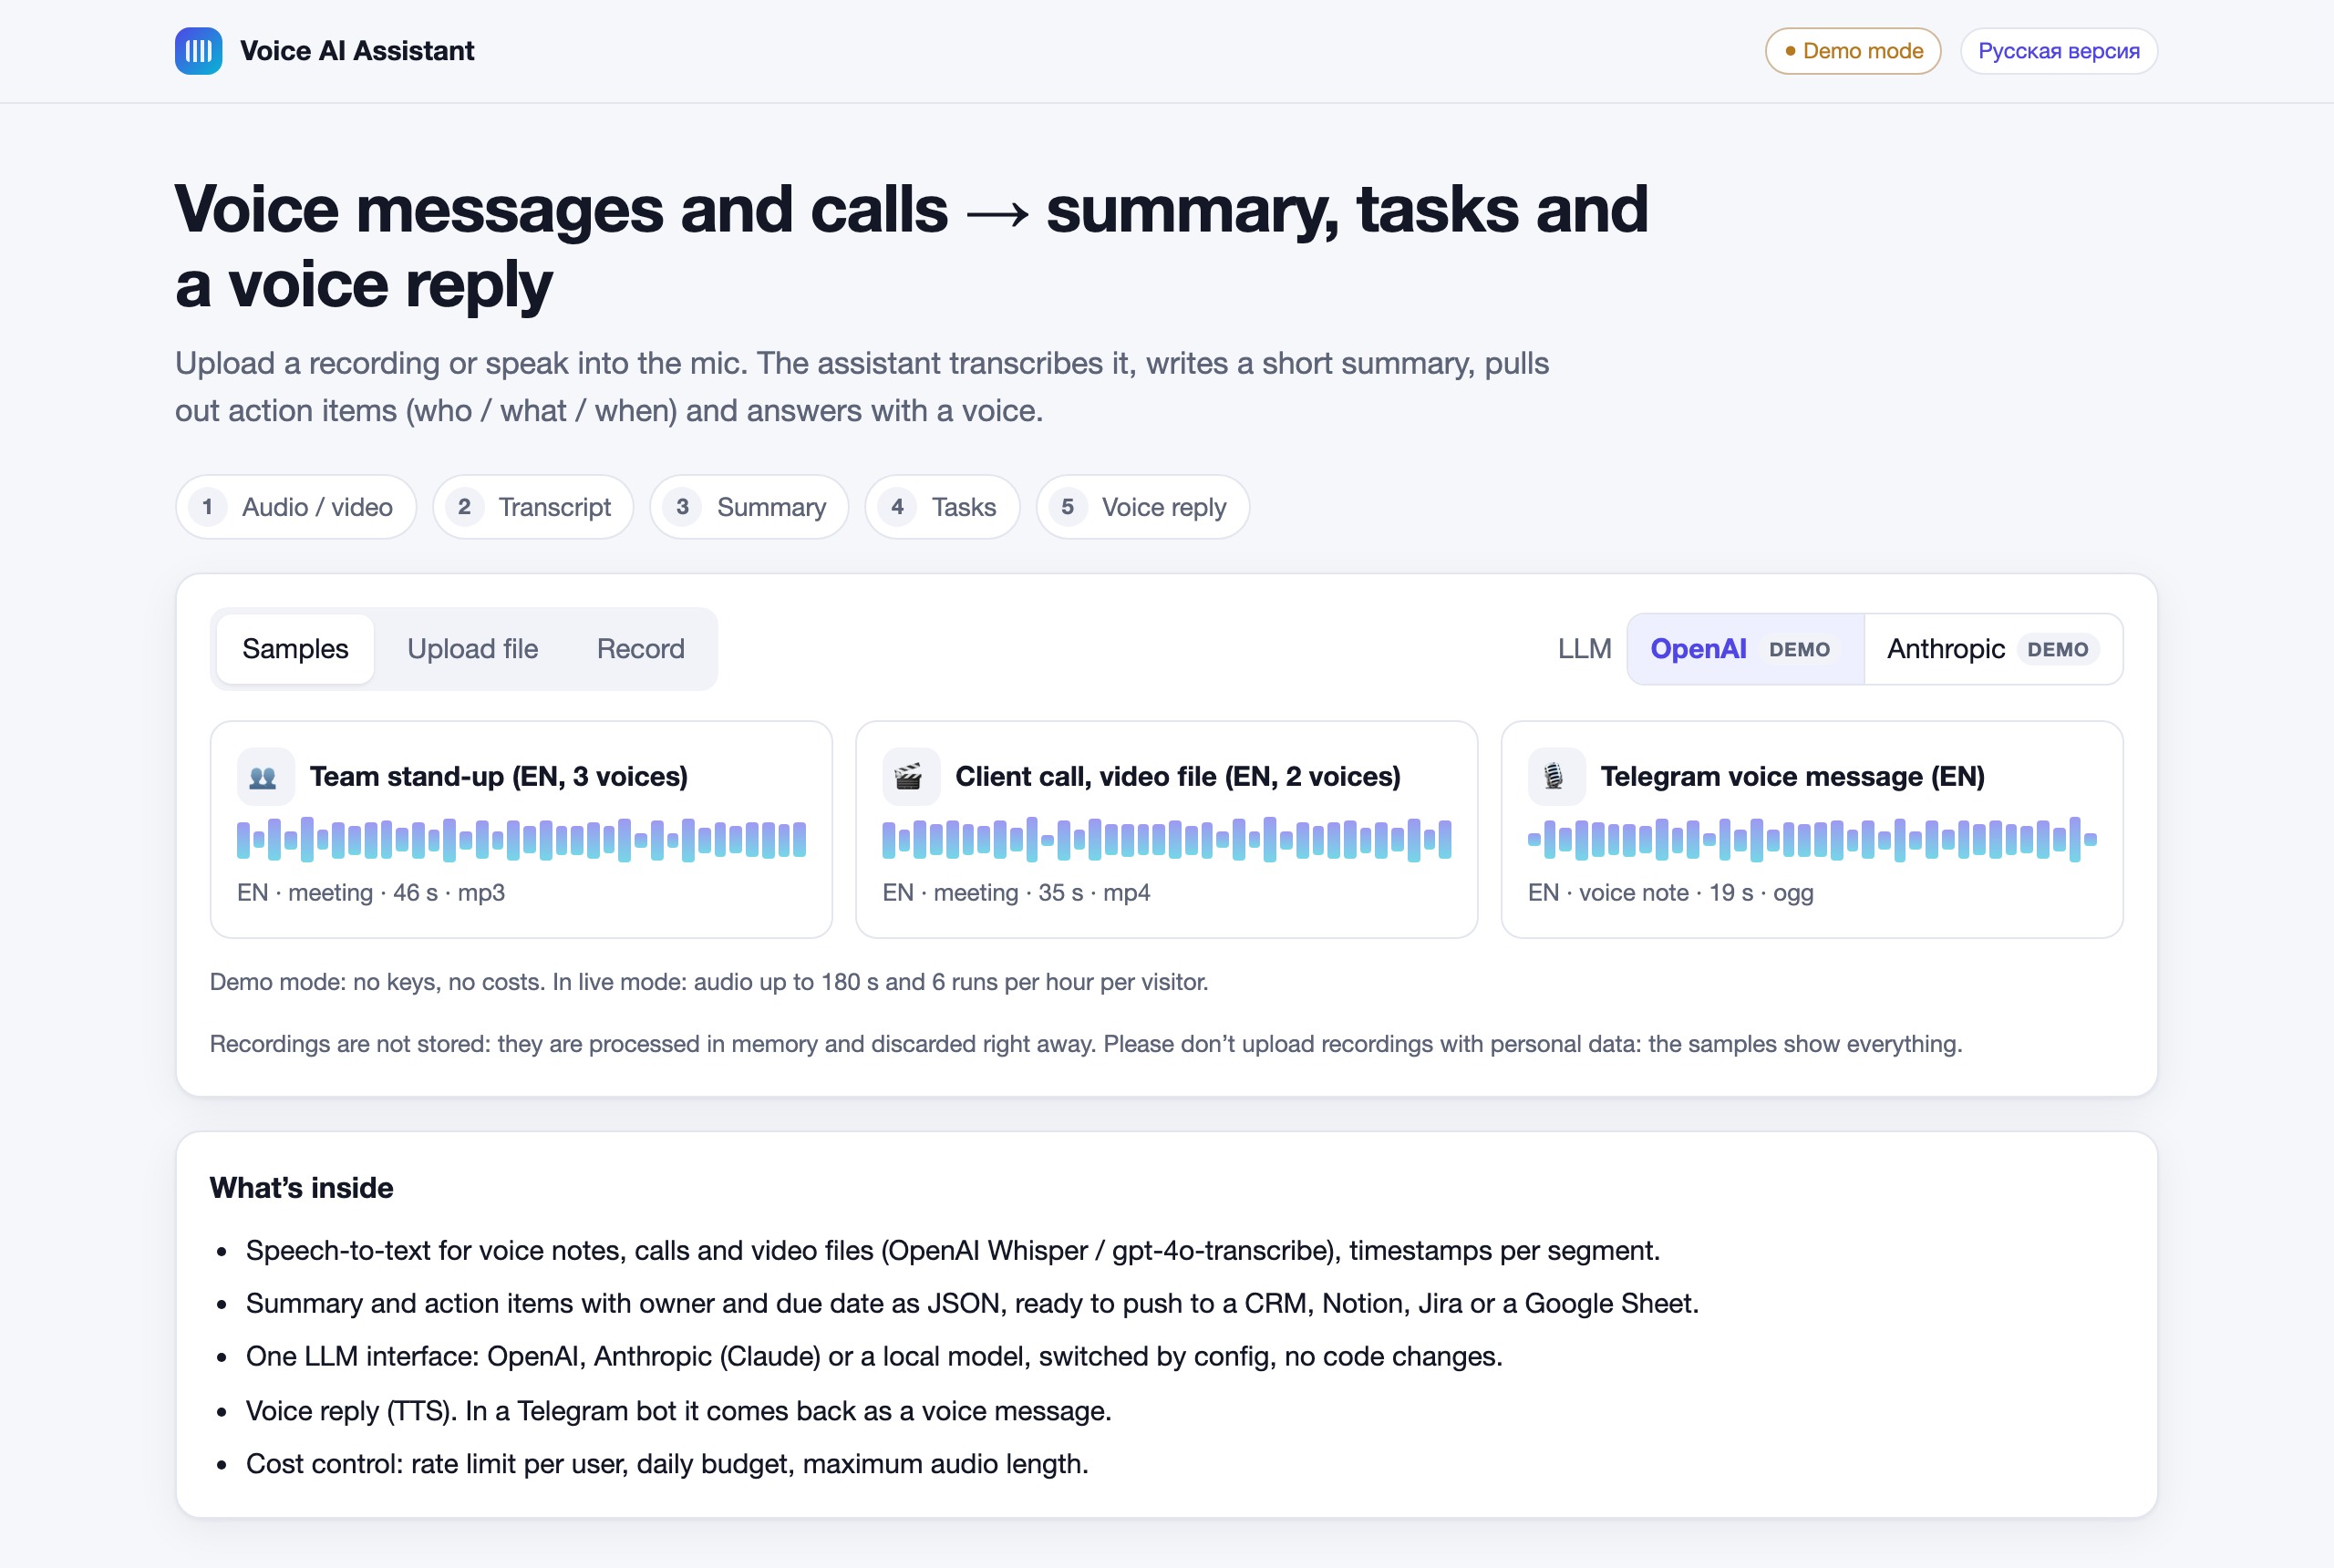 Voice AI Assistant
Demo mode
Русская версия
Voice messages and calls → summary, tasks and
a voice reply
Upload a recording or speak into the mic. The assistant transcribes it, writes a short summary, pulls
out action items (who / what / when) and answers with a voice.
1 Audio / video
2 Transcript
3 Summary
4 Tasks
5 Voice reply
Samples
Upload file
Record
LLM
OpenAI DEMO
Anthropic DEMO
Team stand-up (EN, 3 voices)
EN · meeting · 46 s · mp3
Client call, video file (EN, 2 voices)
EN · meeting · 35 s · mp4
Telegram voice message (EN)
EN · voice note · 19 s · ogg
Demo mode: no keys, no costs. In live mode: audio up to 180 s and 6 runs per hour per visitor.
Recordings are not stored: they are processed in memory and discarded right away. Please don’t upload recordings with personal data: the samples show everything.
What’s inside
• Speech-to-text for voice notes, calls and video files (OpenAI Whisper / gpt-4o-transcribe), timestamps per segment.
• Summary and action items with owner and due date as JSON, ready to push to a CRM, Notion, Jira or a Google Sheet.
• One LLM interface: OpenAI, Anthropic (Claude) or a local model, switched by config, no code changes.
• Voice reply (TTS). In a Telegram bot it comes back as a voice message.
• Cost control: rate limit per user, daily budget, maximum audio length.